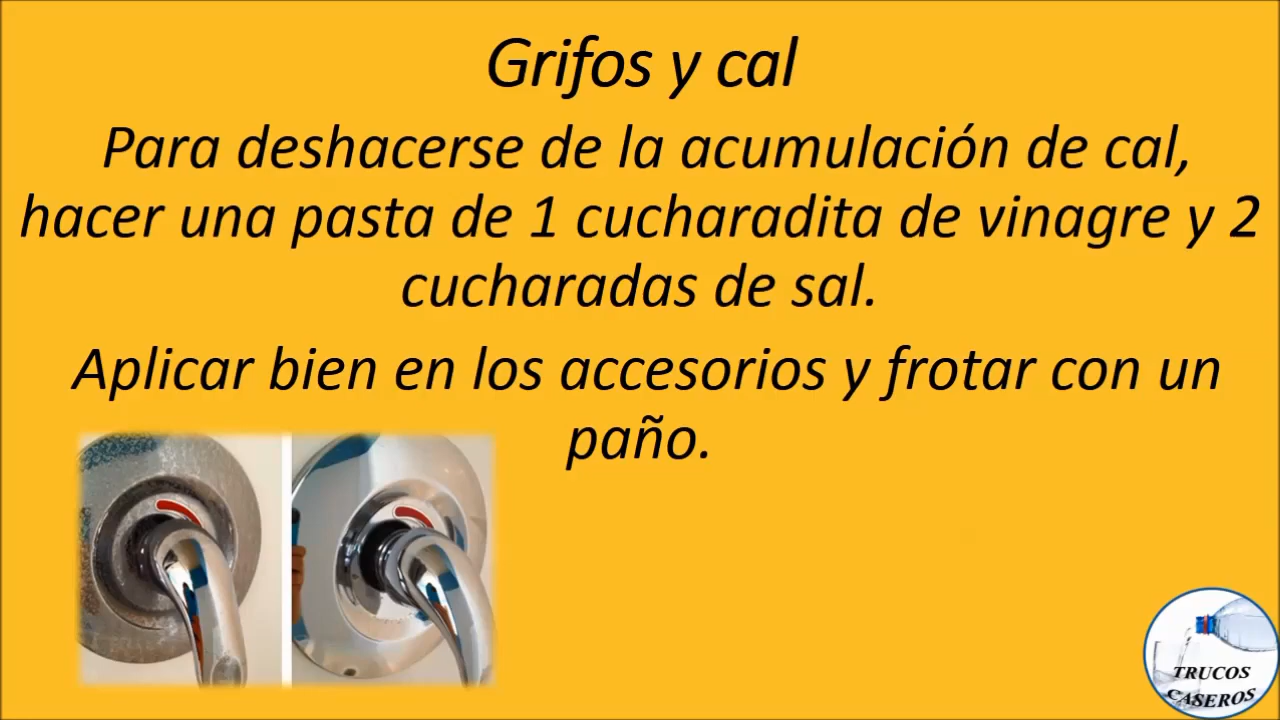 Grifos y cal
Para deshacerse de la acumulación de cal,
hacer una pasta de 1 cucharadita de vinagre y 2
cucharadas de sal.
Aplicar bien en los accesorios y frotar con un
paño.
TRUCOS
CASEROS